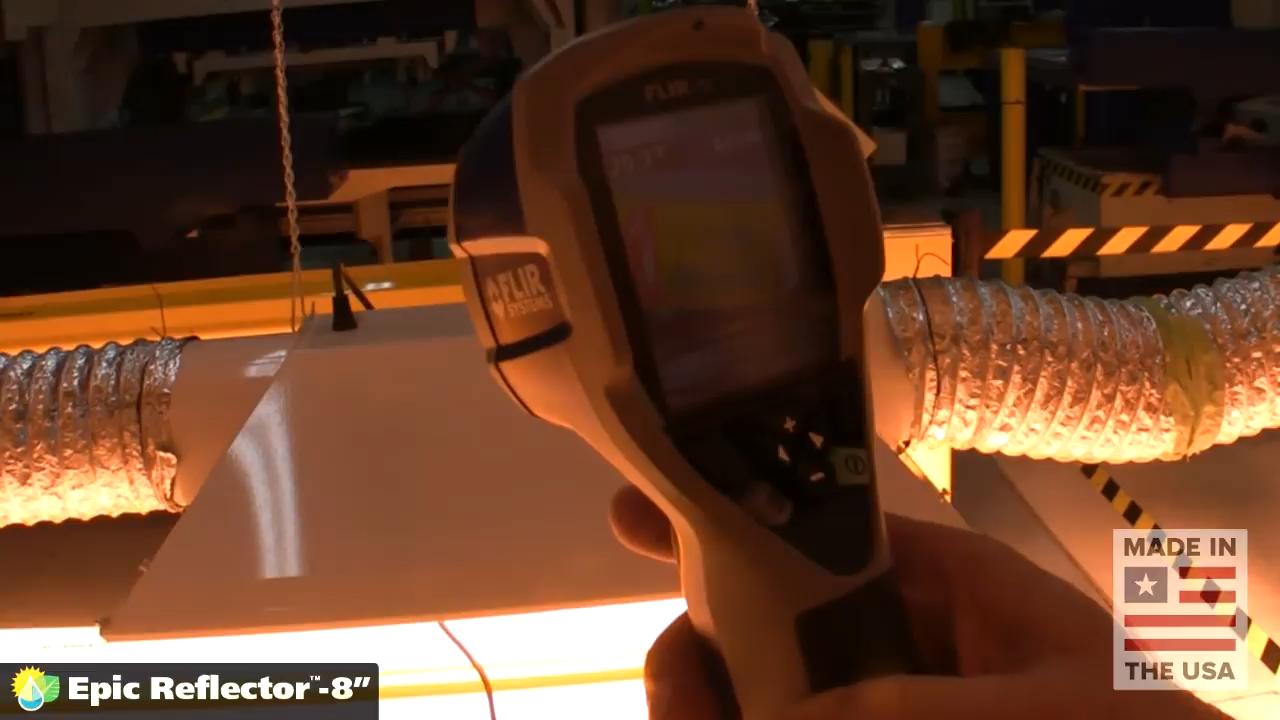 FLIR
FLIR
SYSTEMS
MADE IN
THE USA
Epic Reflector™-8”